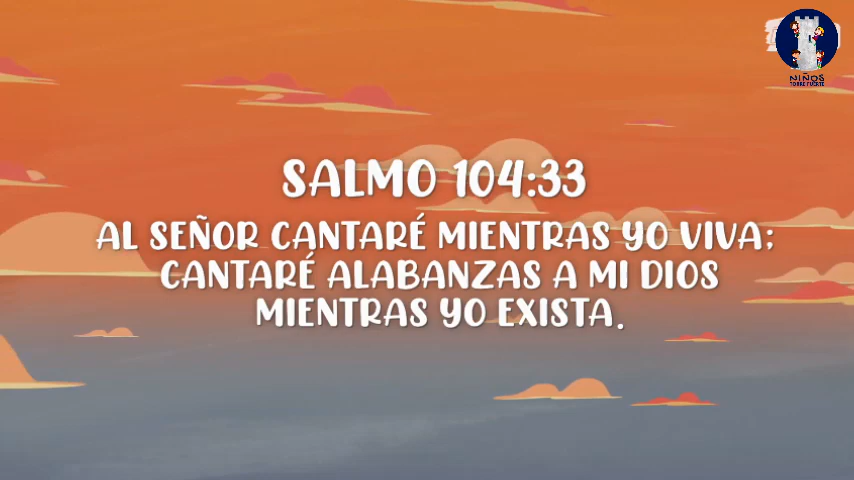 NIÑOS
TORRE FUERTE
SALMO 104:33
AL SEÑOR CANTARÉ MIENTRAS YO VIVA;
CANTARÉ ALABANZAS A MI DIOS
MIENTRAS YO EXISTA.